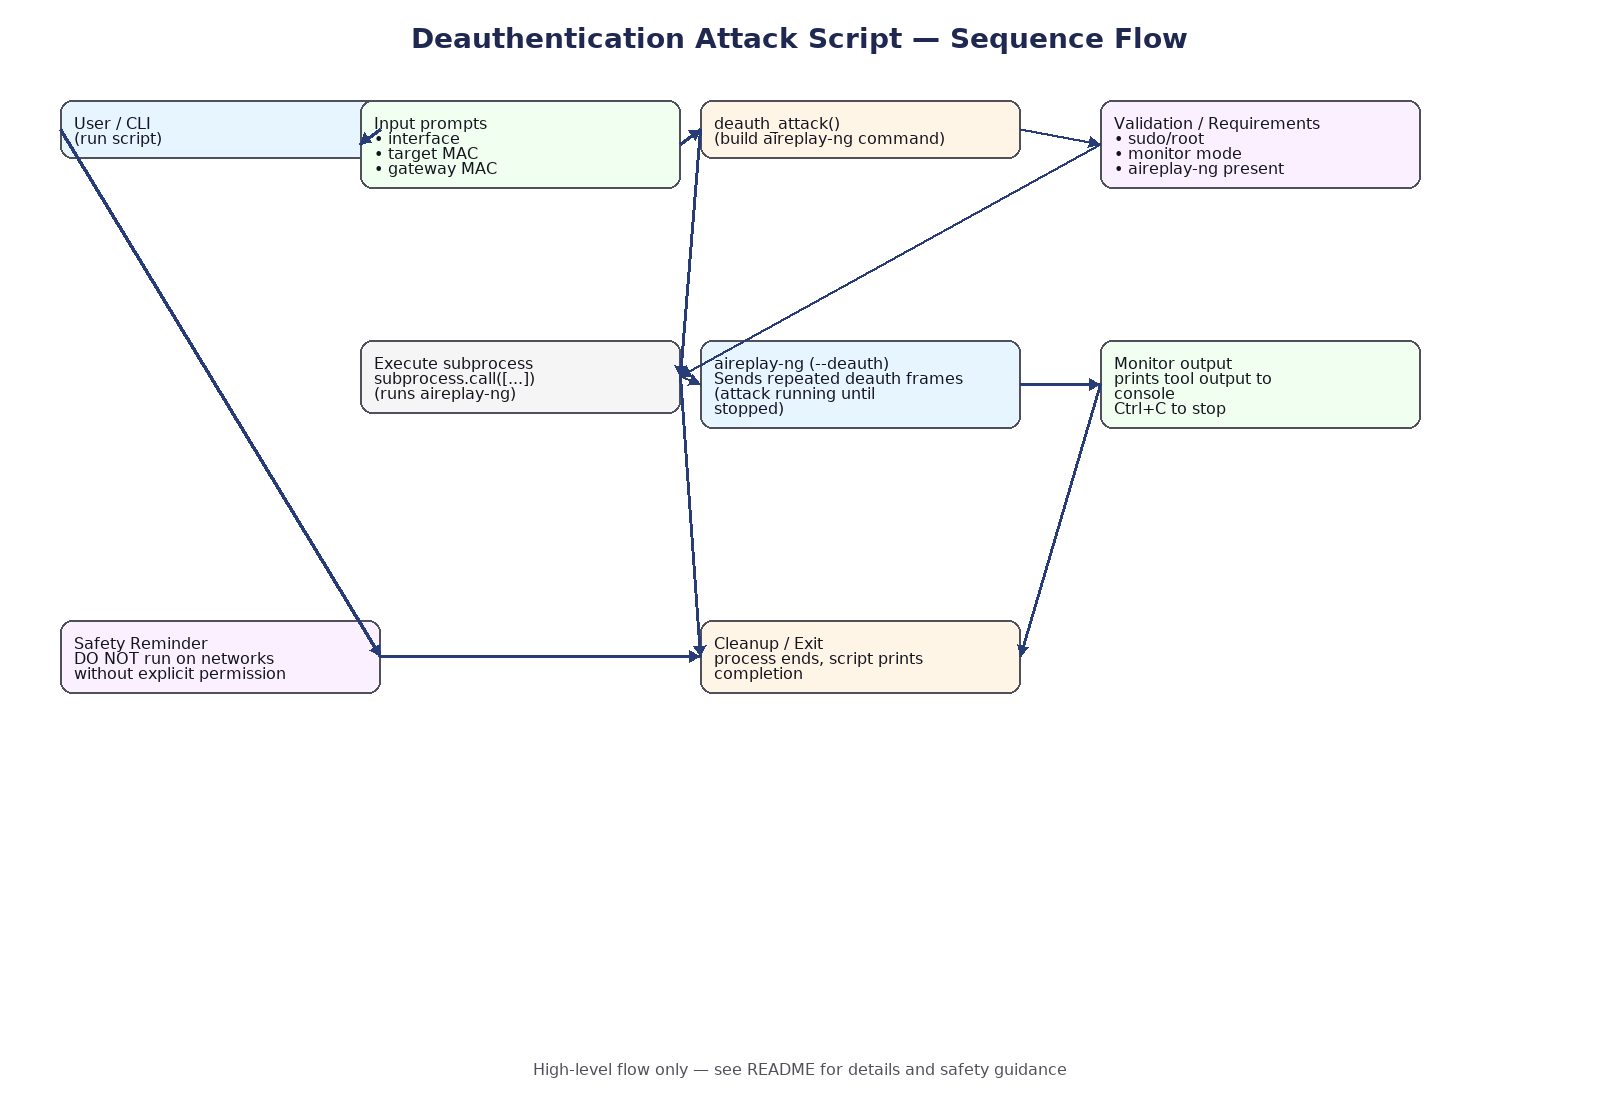 Deauthentication Attack Script — Sequence Flow
User / CLI
(run script)
Input prompts
• interface
• target MAC
• gateway MAC
deauth_attack()
(build aireplay-ng command)
Validation / Requirements
• sudo/root
• monitor mode
• aireplay-ng present
Execute subprocess
subprocess.call([...])
(runs aireplay-ng)
aireplay-ng (--deauth)
Sends repeated deauth frames
(attack running until
stopped)
Monitor output
prints tool output to
console
Ctrl+C to stop
Safety Reminder
DO NOT run on networks
without explicit permission
Cleanup / Exit
process ends, script prints
completion
High-level flow only — see README for details and safety guidance